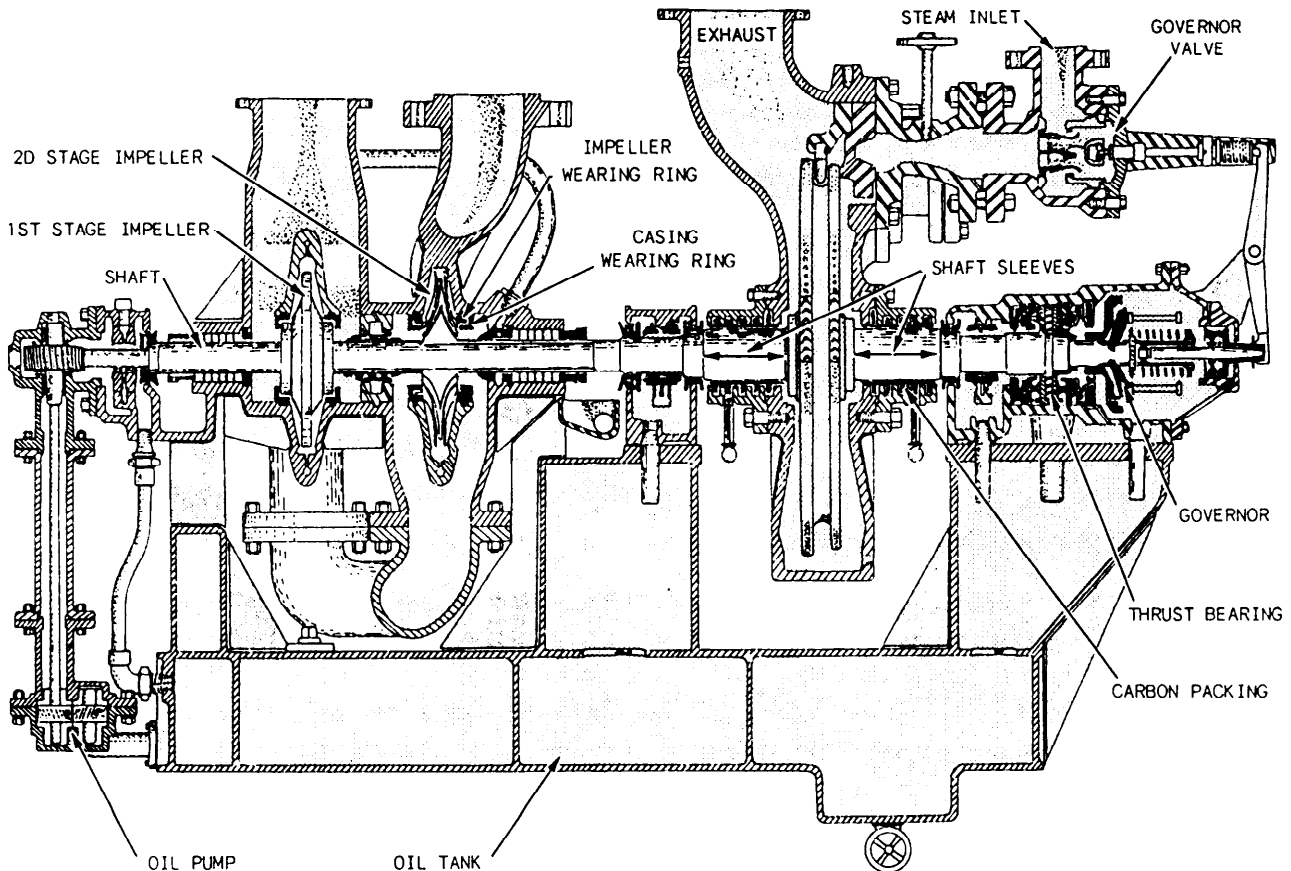 STEAM INLET
GOVERNOR
VALVE
EXHAUST
2D STAGE IMPELLER
IMPELLER
WEARING RING
1ST STAGE IMPELLER
CASING
WEARING RING
SHAFT
SHAFT SLEEVES
GOVERNOR
THRUST BEARING
CARBON PACKING
OIL PUMP
OIL TANK